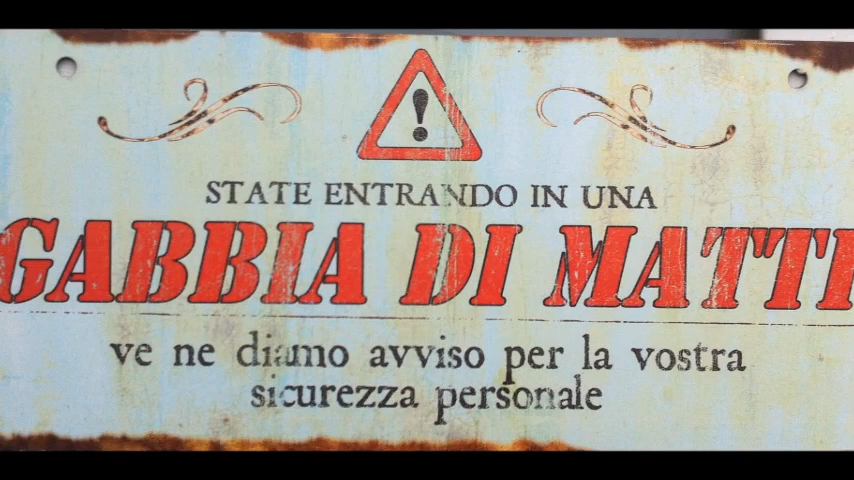 STATE ENTRANDO IN UNA
GABBIA DI MATTI
ve ne diamo avviso per la vostra
sicurezza personale